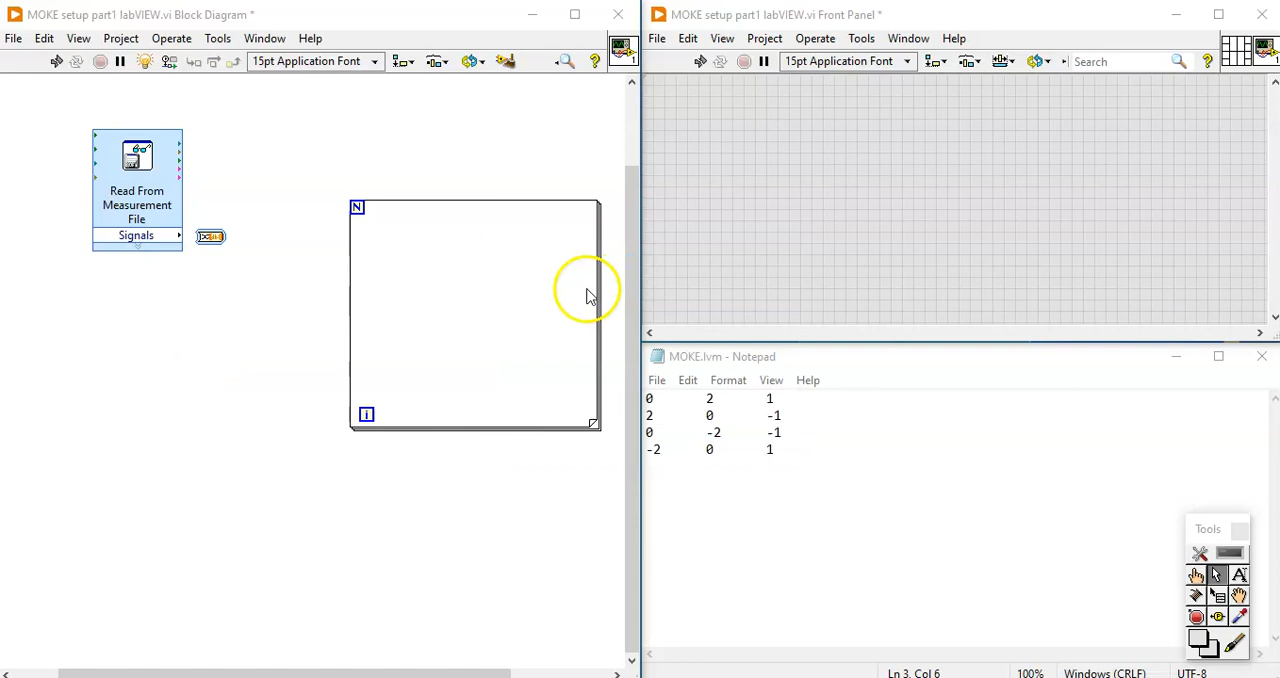 MOKE setup part1 labVIEW.vi Block Diagram *
File Edit View Project Operate Tools Window Help
15pt Application Font
1
Read From
Measurement
File
Signals
N
i
MOKE setup part1 labVIEW.vi Front Panel *
File Edit View Project Operate Tools Window Help
15pt Application Font
Search
1
MOKE.lvm - Notepad
File Edit Format View Help
0 2 1
2 0 -1
0 -2 -1
-2 0 1
Tools
Ln 3, Col 6 100% Windows (CRLF) UTF-8